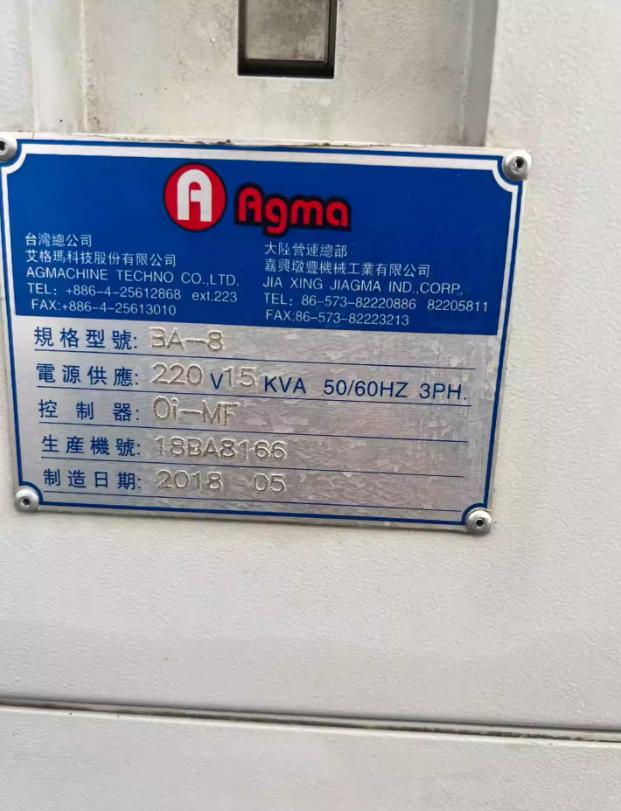 A Agma
台灣總公司
艾格瑪科技股份有限公司
AGMACHINE TECHNO CO.,LTD.
TEL: +886-4-25612868 ext.223
FAX:+886-4-25613010
大陸營運總部
嘉興墩豐機械工業有限公司
JIA XING JIAGMA IND.,CORP.
TEL: 86-573-82220886 82205811
FAX:86-573-82223213
規格型號: BA-8
電源供應: 220 V 15 KVA 50/60HZ 3PH.
控制器: 0i-MF
生産機號: 18BA8166
制造日期: 2018 05